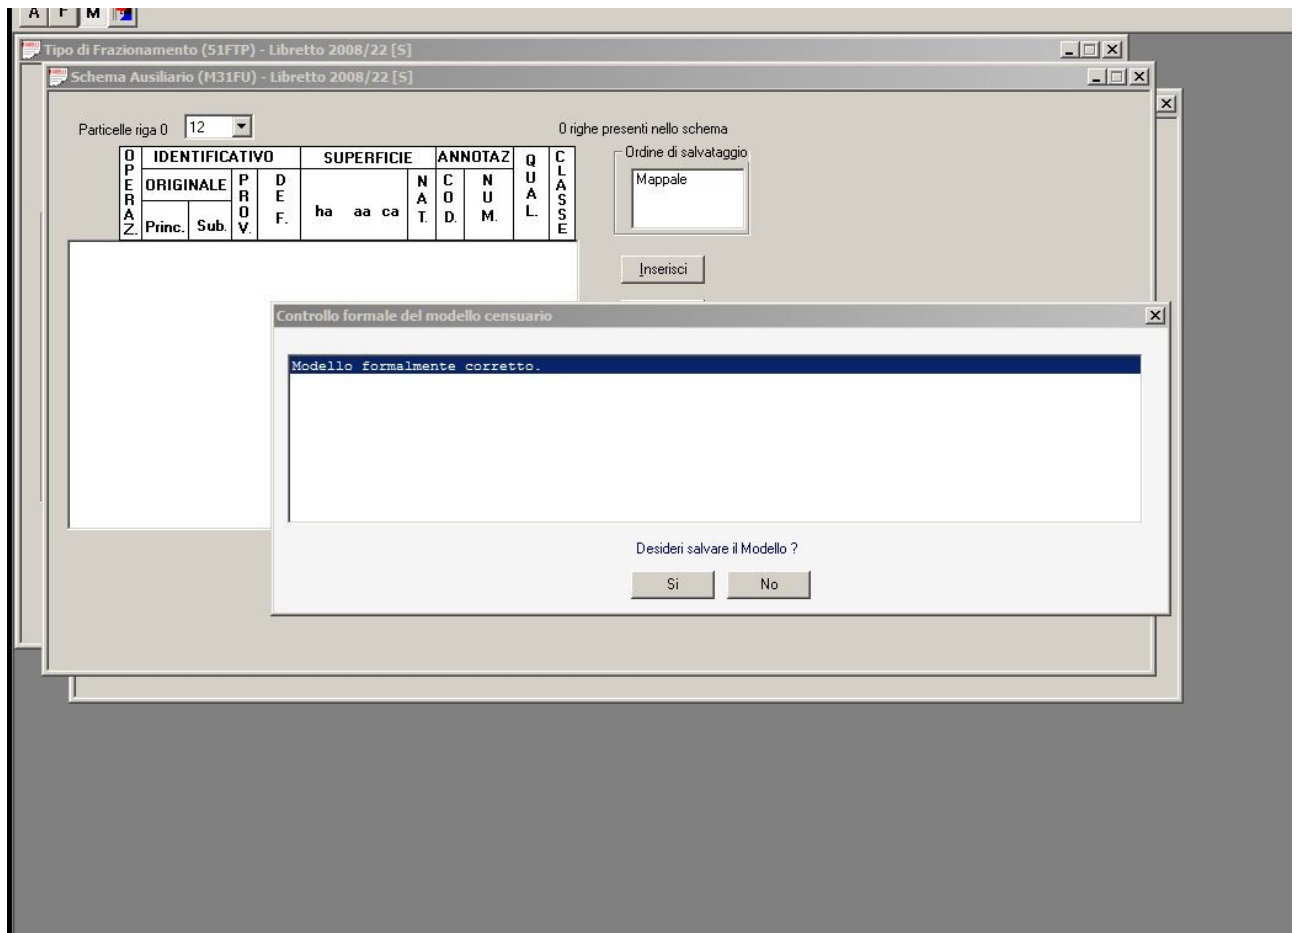 A F M
Tipo di Frazionamento (51FTP) - Libretto 2008/22 [S]
Schema Ausiliario (M31FU) - Libretto 2008/22 [S]
Particelle riga 0 12
0 righe presenti nello schema
OPERAZ. IDENTIFICATIVO SUPERFICIE ANNOTAZ QUAL. CLASSE
ORIGINALE PROV. DEF. ha aa ca NAT. COD. NUM.
Princ. Sub.
Ordine di salvataggio
Mappale
Inserisci
Controllo formale del modello censuario
Modello formalmente corretto.
Desideri salvare il Modello ?
Si No